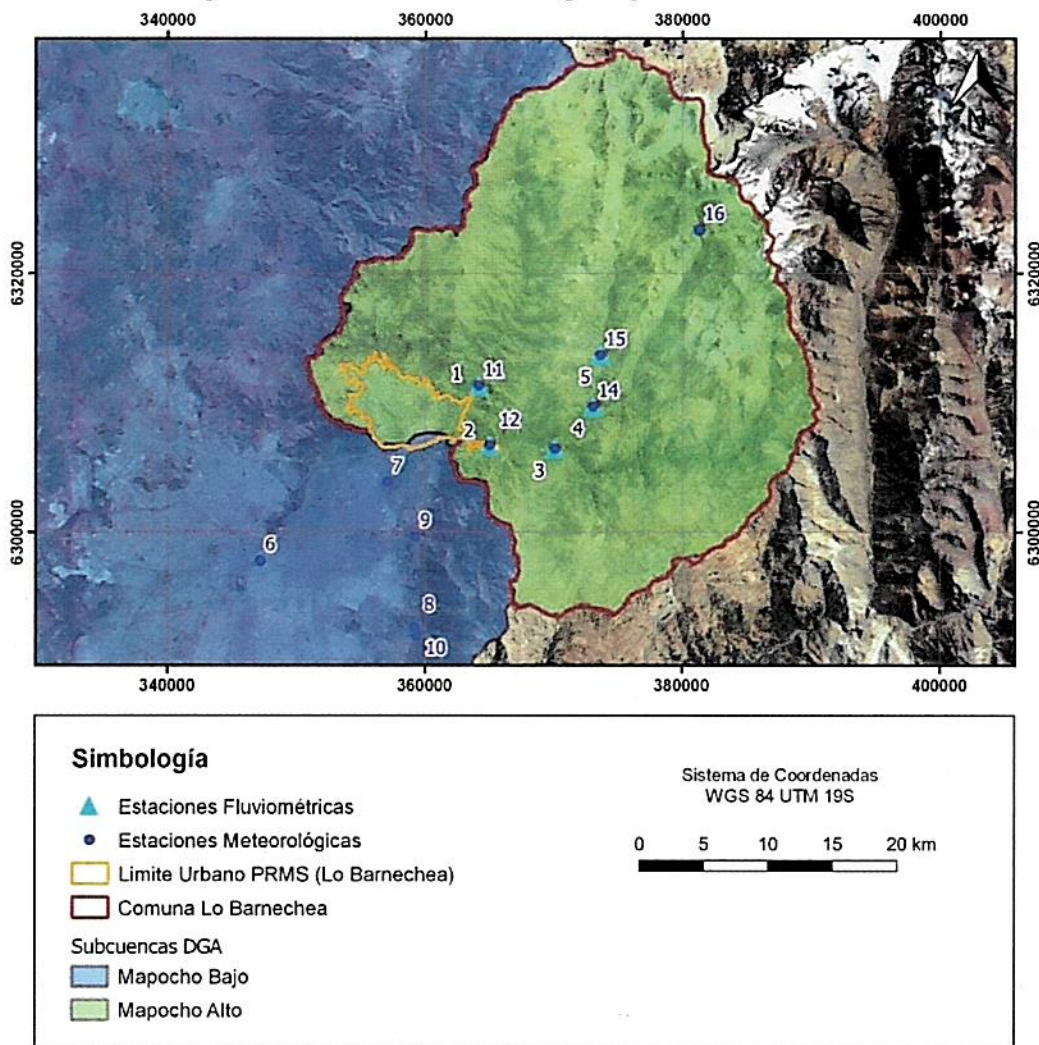 340000 360000 380000 400000
16
6320000 6320000
15
1 11 5
14
12
2 4
7 3
9
6300000 6300000
6
8
10
340000 360000 380000 400000
Simbología
Estaciones Fluviométricas
Estaciones Meteorológicas
Limite Urbano PRMS (Lo Barnechea)
Comuna Lo Barnechea
Subcuencas DGA
Mapocho Bajo
Mapocho Alto
Sistema de Coordenadas
WGS 84 UTM 19S
0 5 10 15 20 km